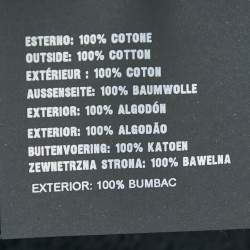 ESTERNO: 100% COTONE
OUTSIDE: 100% COTTON
EXTÉRIEUR : 100% COTON
AUSSENSEITE: 100% BAUMWOLLE
EXTERIOR: 100% ALGODÓN
EXTERIOR: 100% ALGODÃO
BUITENVOERING: 100% KATOEN
ZEWNETRZNA STRONA: 100% BAWELNA
EXTERIOR: 100% BUMBAC